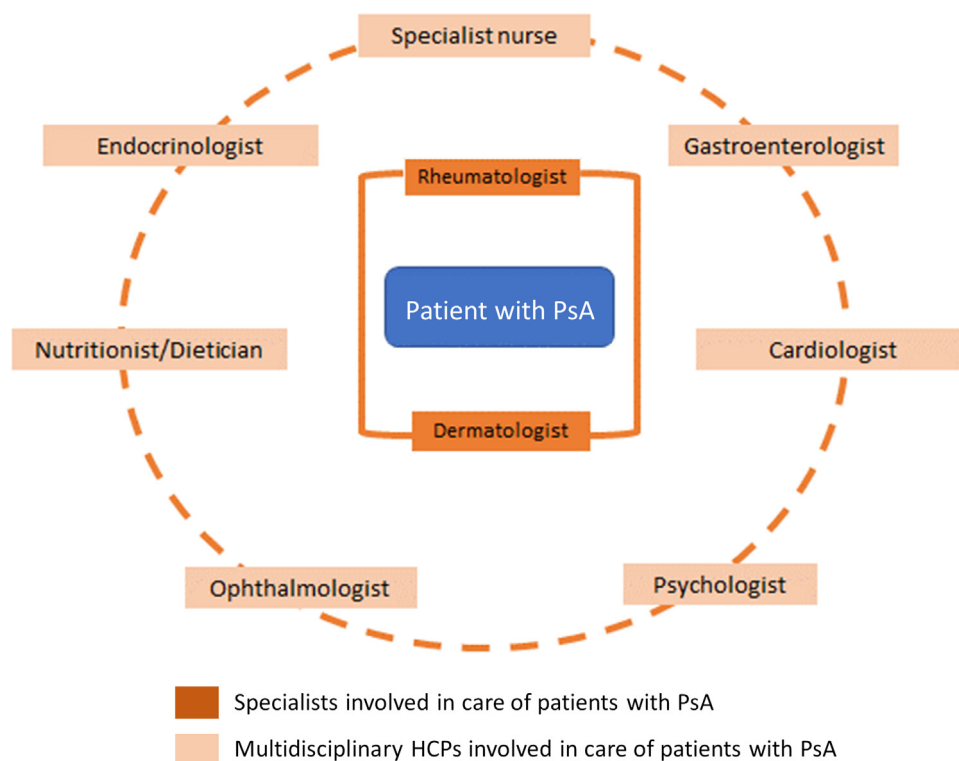 Specialist nurse
Endocrinologist
Gastroenterologist
Rheumatologist
Patient with PsA
Nutritionist/Dietician
Cardiologist
Dermatologist
Ophthalmologist
Psychologist
Specialists involved in care of patients with PsA
Multidisciplinary HCPs involved in care of patients with PsA